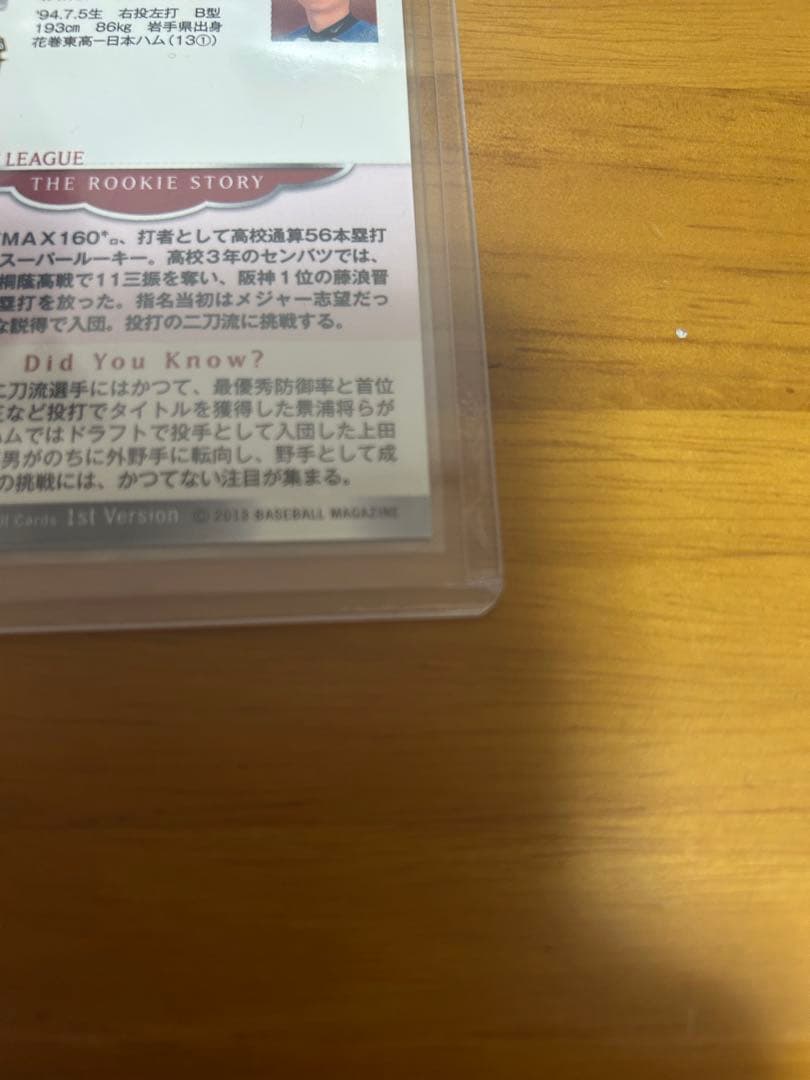 '94.7.5生 右投左打 B型
193cm 86kg 岩手県出身
花巻東高ー日本ハム(13①)
LEAGUE
THE ROOKIE STORY
MAX160㌔、打者として高校通算56本塁打
スーパールーキー。高校3年のセンバツでは、
桐蔭高戦で11三振を奪い、阪神1位の藤浪晋
塁打を放った。指名当初はメジャー志望だっ
な説得で入団。投打の二刀流に挑戦する。
Did You Know?
二刀流選手にはかつて、最優秀防御率と首位
など投打でタイトルを獲得した景浦将らが
ハムではドラフトで投手として入団した上田
男がのちに外野手に転向し、野手として成
の挑戦には、かつてない注目が集まる。
Cards 1st Version © 2013 BASEBALL MAGAZINE